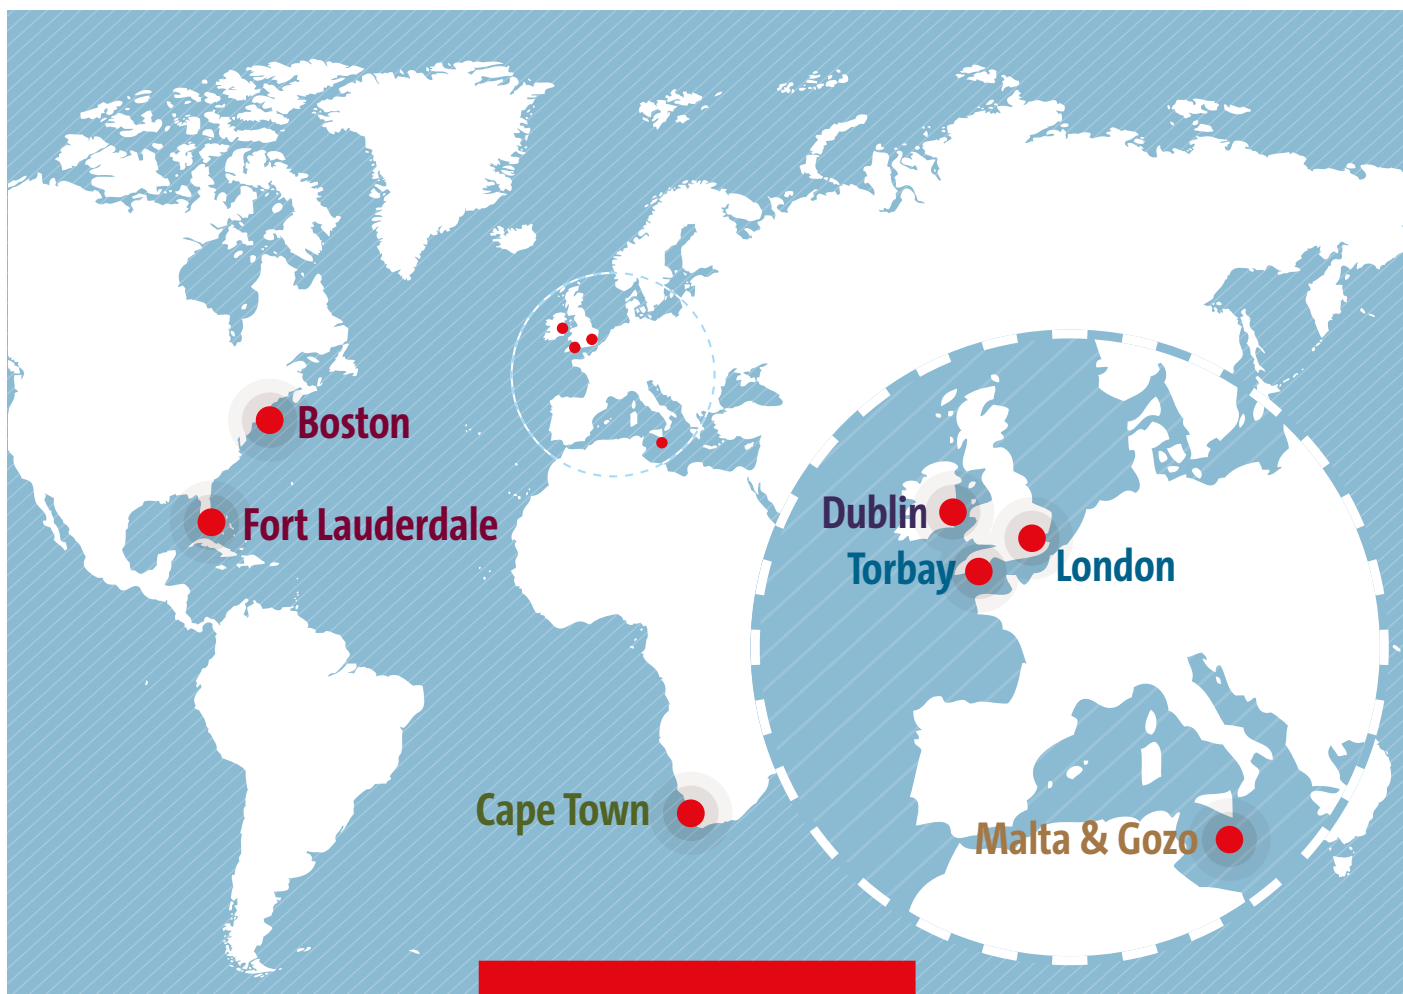 Boston
Fort Lauderdale
Dublin
Torbay
London
Cape Town
Malta & Gozo